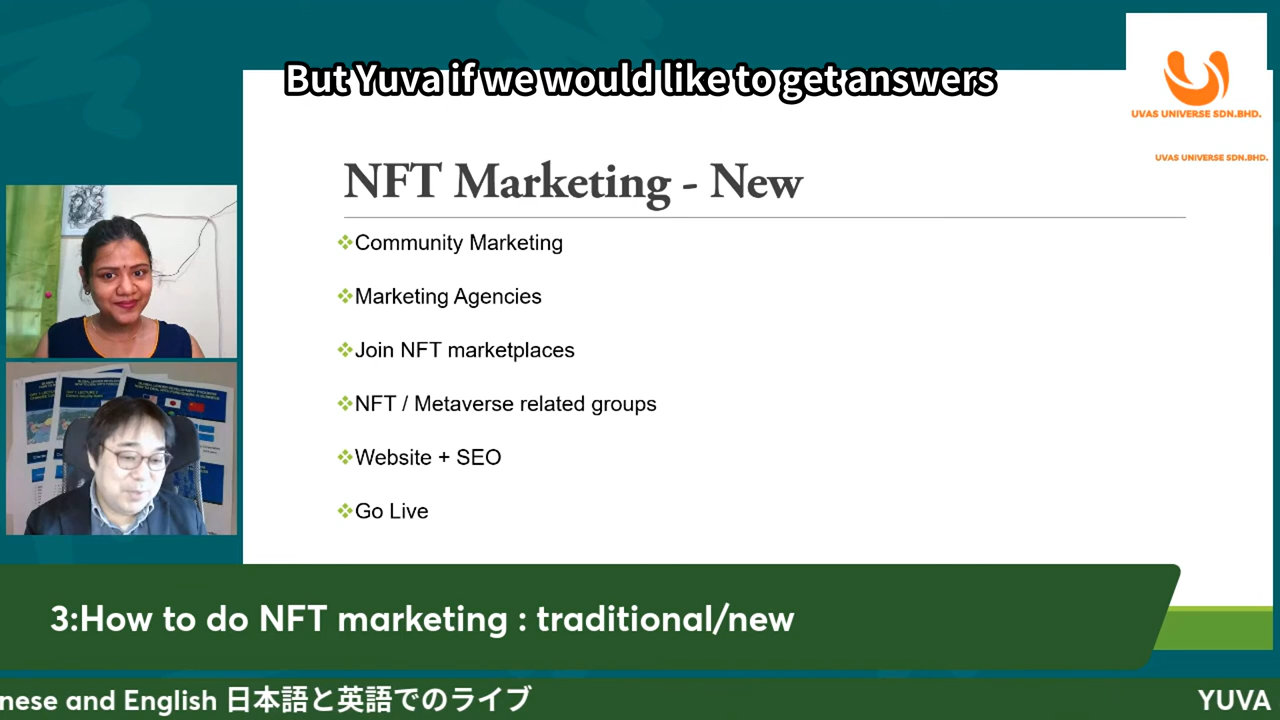 But Yuva if we would like to get answers
UVAS UNIVERSE SDN.BHD.
UVAS UNIVERSE SDN.BHD.
NFT Marketing - New
Community Marketing
Marketing Agencies
Join NFT marketplaces
NFT / Metaverse related groups
Website + SEO
Go Live
3:How to do NFT marketing : traditional/new
nese and English 日本語と英語でのライブ
YUVA